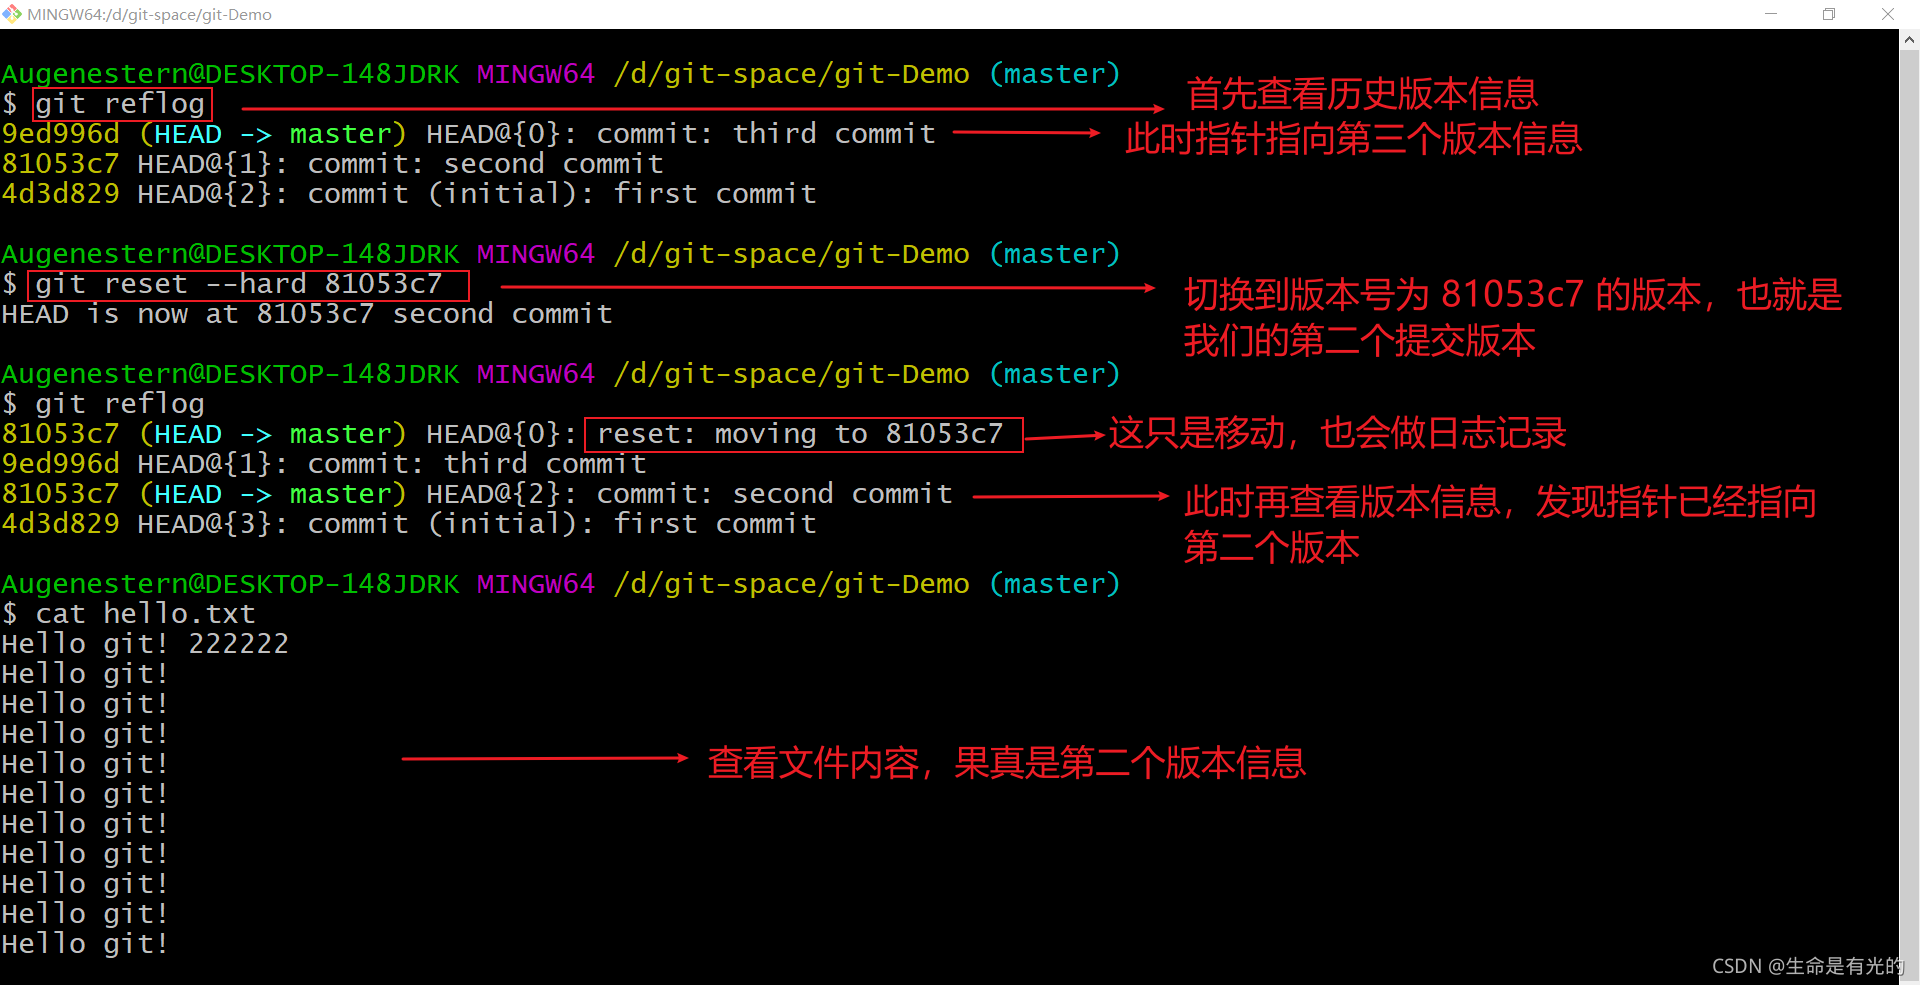 MINGW64:/d/git-space/git-Demo
Augenestern@DESKTOP-148JDRK MINGW64 /d/git-space/git-Demo (master)
$ git reflog
首先查看历史版本信息
9ed996d (HEAD -> master) HEAD@{0}: commit: third commit
此时指针指向第三个版本信息
81053c7 HEAD@{1}: commit: second commit
4d3d829 HEAD@{2}: commit (initial): first commit
Augenestern@DESKTOP-148JDRK MINGW64 /d/git-space/git-Demo (master)
$ git reset --hard 81053c7
切换到版本号为 81053c7 的版本，也就是
我们的第二个提交版本
HEAD is now at 81053c7 second commit
Augenestern@DESKTOP-148JDRK MINGW64 /d/git-space/git-Demo (master)
$ git reflog
81053c7 (HEAD -> master) HEAD@{0}: reset: moving to 81053c7
这只是移动，也会做日志记录
9ed996d HEAD@{1}: commit: third commit
81053c7 (HEAD -> master) HEAD@{2}: commit: second commit
此时再查看版本信息，发现指针已经指向
第二个版本
4d3d829 HEAD@{3}: commit (initial): first commit
Augenestern@DESKTOP-148JDRK MINGW64 /d/git-space/git-Demo (master)
$ cat hello.txt
Hello git! 222222
Hello git!
Hello git!
Hello git!
Hello git!
查看文件内容，果真是第二个版本信息
Hello git!
Hello git!
Hello git!
Hello git!
Hello git!
Hello git!
CSDN @生命是有光的